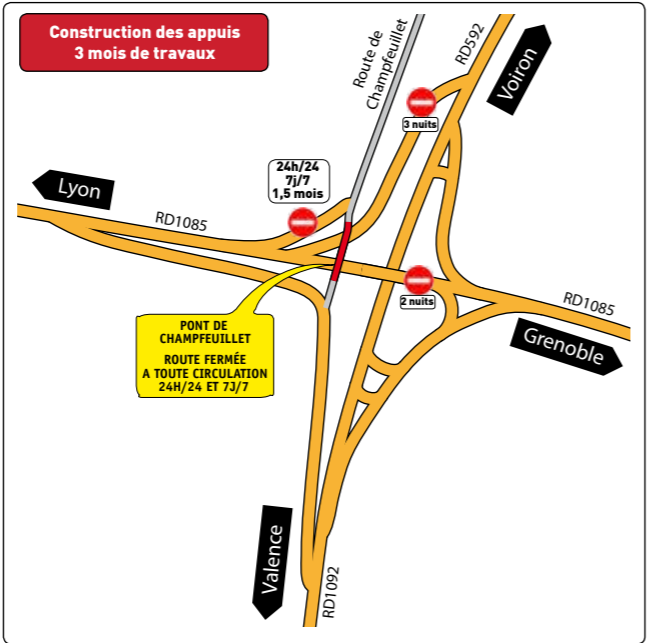 Construction des appuis
3 mois de travaux
Route de
Champfeuillet
RD592
Voiron
3 nuits
24h/24
7j/7
1,5 mois
Lyon
RD1085
2 nuits
RD1085
Grenoble
PONT DE
CHAMPFEUILLET
ROUTE FERMÉE
A TOUTE CIRCULATION
24H/24 ET 7J/7
Valence
RD1092